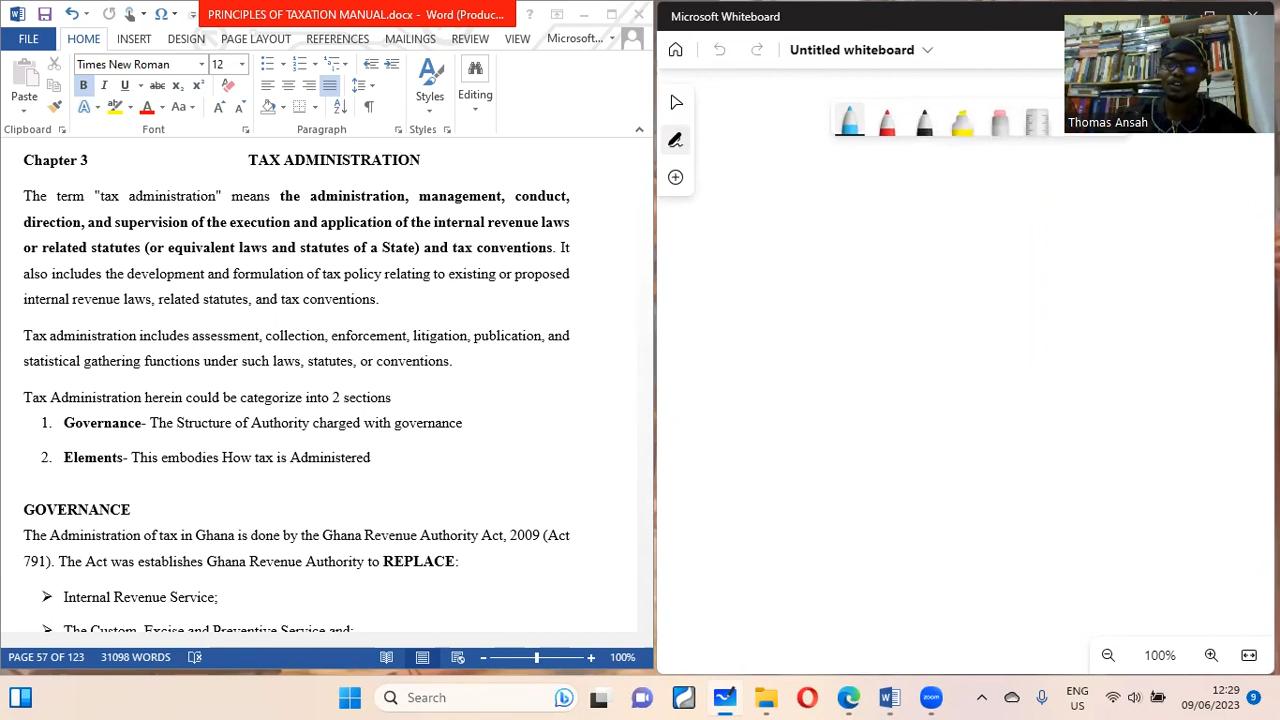 PRINCIPLES OF TAXATION MANUAL.docx - Word (Produc...
FILE HOME INSERT DESIGN PAGE LAYOUT REFERENCES MAILINGS REVIEW VIEW Microsoft...
Times New Roman 12
Paste
Styles
Editing
Clipboard Font Paragraph Styles
Chapter 3 TAX ADMINISTRATION
The term "tax administration" means the administration, management, conduct,
direction, and supervision of the execution and application of the internal revenue laws
or related statutes (or equivalent laws and statutes of a State) and tax conventions. It
also includes the development and formulation of tax policy relating to existing or proposed
internal revenue laws, related statutes, and tax conventions.
Tax administration includes assessment, collection, enforcement, litigation, publication, and
statistical gathering functions under such laws, statutes, or conventions.
Tax Administration herein could be categorize into 2 sections
1. Governance- The Structure of Authority charged with governance
2. Elements- This embodies How tax is Administered
GOVERNANCE
The Administration of tax in Ghana is done by the Ghana Revenue Authority Act, 2009 (Act
791). The Act was establishes Ghana Revenue Authority to REPLACE:
➢ Internal Revenue Service;
➢ The Custom, Excise and Preventive Service and;
PAGE 57 OF 123 31098 WORDS 100%
Microsoft Whiteboard
Untitled whiteboard
Thomas Ansah
100%
Search
ENG
US
12:29
09/06/2023
9
zoom